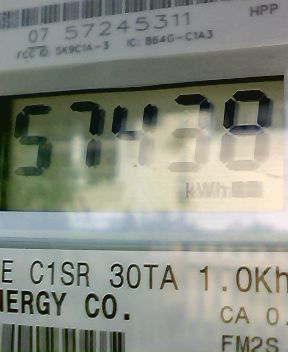 HPP
07 57245311
FCC ID: SK9C1A-3 IC: 864G-C1A3
57438
kWh
E C1SR 30TA 1.0Kh
NERGY CO.
CA 0.
FM2S